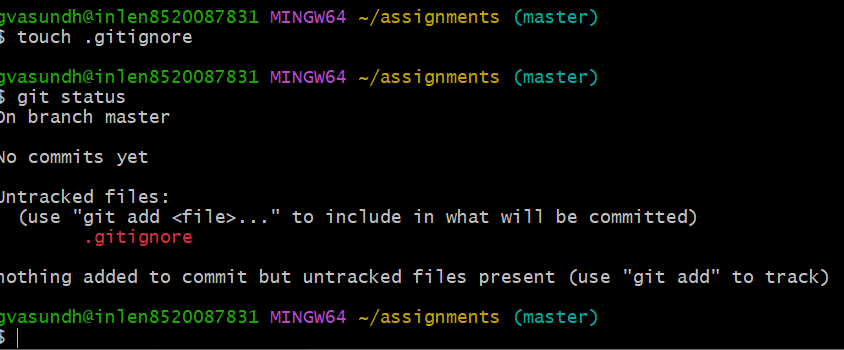 gvasundh@inlen8520087831 MINGW64 ~/assignments (master)
$ touch .gitignore
gvasundh@inlen8520087831 MINGW64 ~/assignments (master)
$ git status
On branch master
No commits yet
Untracked files:
(use "git add <file>..." to include in what will be committed)
.gitignore
nothing added to commit but untracked files present (use "git add" to track)
gvasundh@inlen8520087831 MINGW64 ~/assignments (master)
$